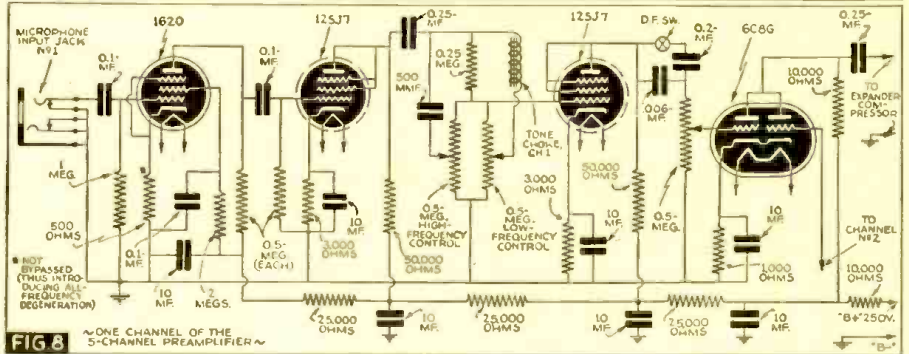 MICROPHONE
INPUT JACK
Nº1
0.1-
MF.
1620
0.1-
MF.
12SJ7
0.25-
MF.
0.25
MEG.
500
MMF.
TONE
CHOKE,
CH.1
12SJ7
D.F. SW.
0.2-
MF.
.006-
MF.
6C8G
10,000
OHMS
0.25-
MF.
TO
EXPANDER
COMPRESSOR
1
MEG.
500
OHMS
* NOT
BYPASSED
(THUS INTRO-
DUCING ALL-
FREQUENCY
DEGENERATION)
0.1-
MF.
10
MF.
2
MEGS.
0.5-
MEG.
(EACH)
3,000
OHMS
10
MF.
50,000
OHMS
0.5-
MEG.
HIGH-
FREQUENCY
CONTROL
0.5-
MEG.
LOW-
FREQUENCY
CONTROL
3,000
OHMS
50,000
OHMS
10
MF.
0.5-
MEG.
10
MF.
1,000
OHMS
TO
CHANNEL
Nº2
10,000
OHMS
25,000
OHMS
10
MF.
25,000
OHMS
10
MF.
25,000
OHMS
10
MF.
"B+" 250V.
"B-"
FIG.8
~ONE CHANNEL OF THE
5-CHANNEL PREAMPLIFIER~